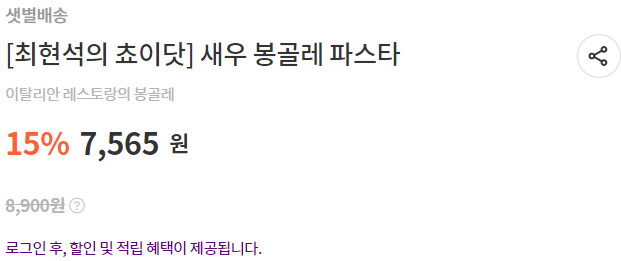 샛별배송
[최현석의 쵸이닷] 새우 봉골레 파스타
이탈리안 레스토랑의 봉골레
15% 7,565 원
8,900원 ?
로그인 후, 할인 및 적립 혜택이 제공됩니다.